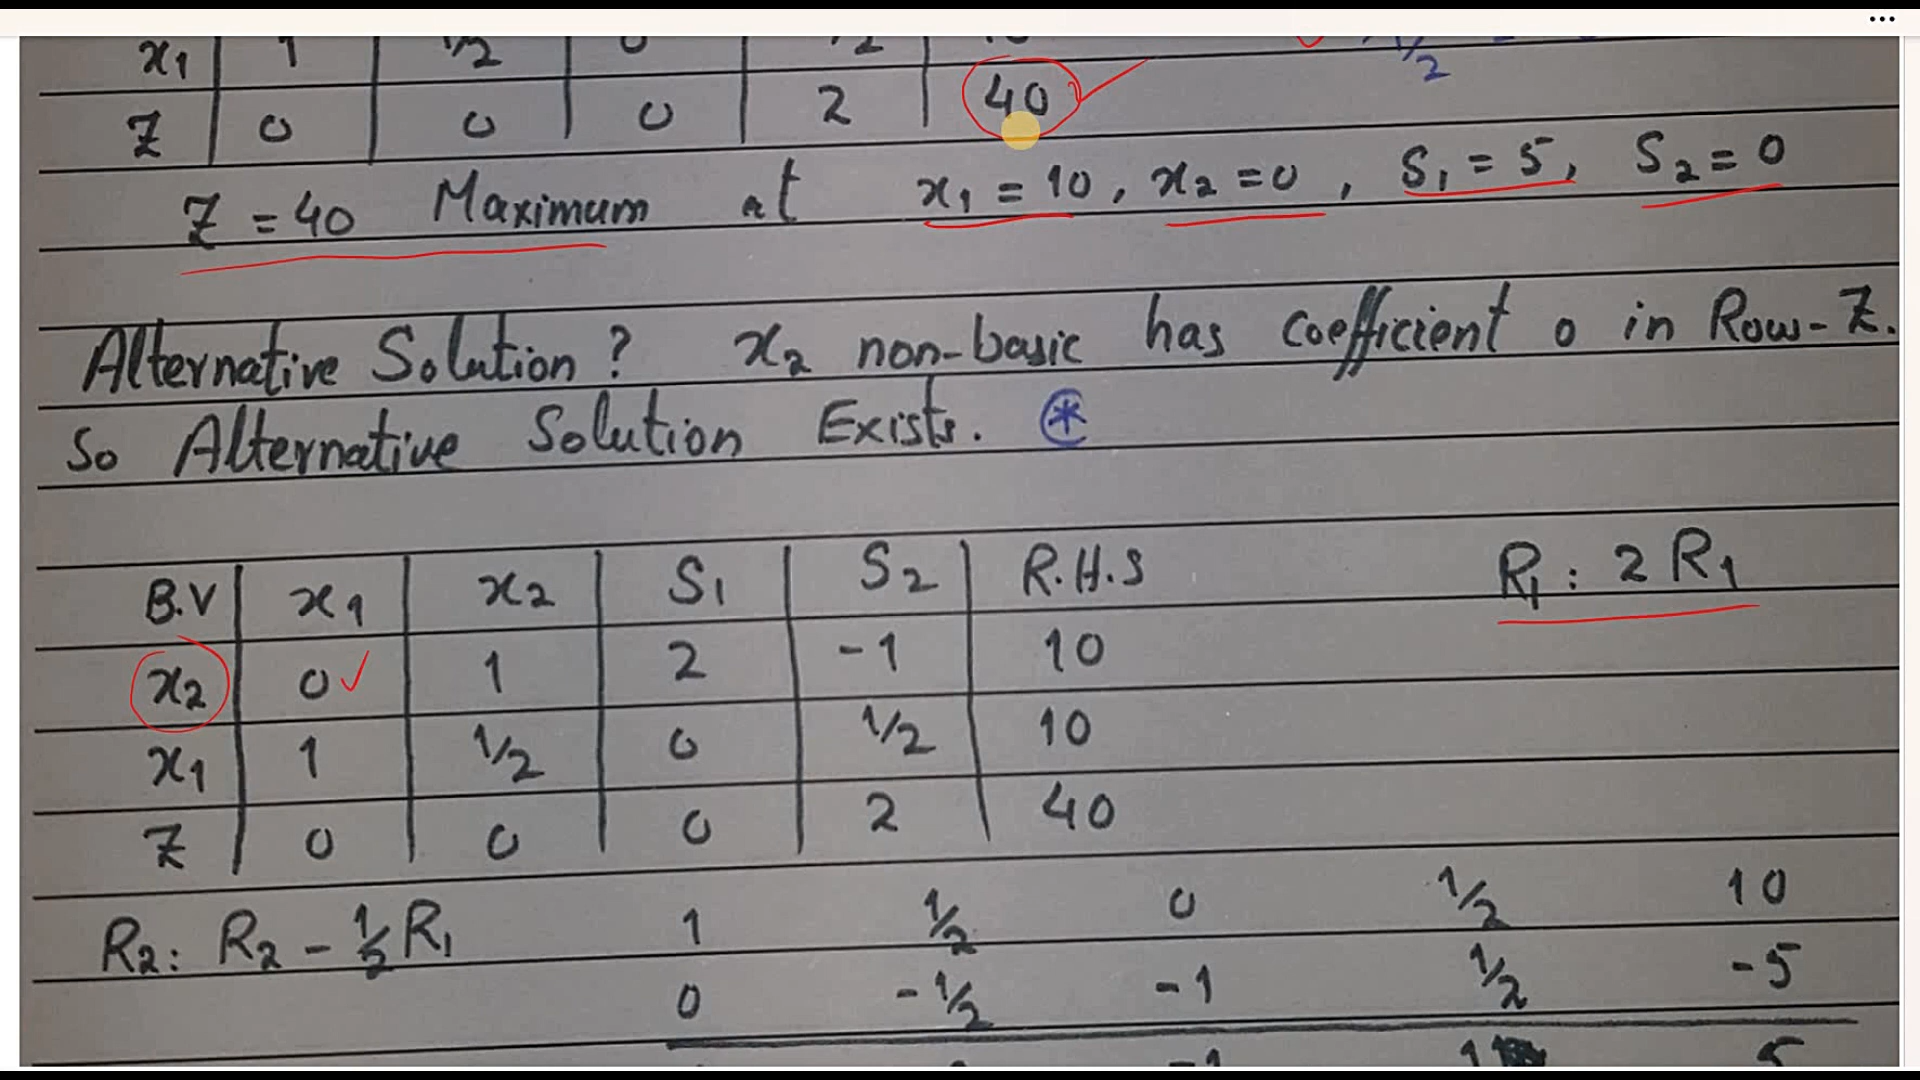 x1 1 1/2 0 1/2 10
Z 0 0 0 2 40
Z = 40 Maximum at x1 = 10, x2 = 0, S1 = 5, S2 = 0
Alternative Solution? x2 non-basic has coefficient 0 in Row-Z.
So Alternative Solution Exists. *
B.V x1 x2 S1 S2 R.H.S R1: 2R1
x2 0 1 2 -1 10
x1 1 1/2 0 1/2 10
Z 0 0 0 2 40
R2: R2 - 1/2 R1 1 1/2 0 1/2 10
0 -1/2 -1 1/2 -5